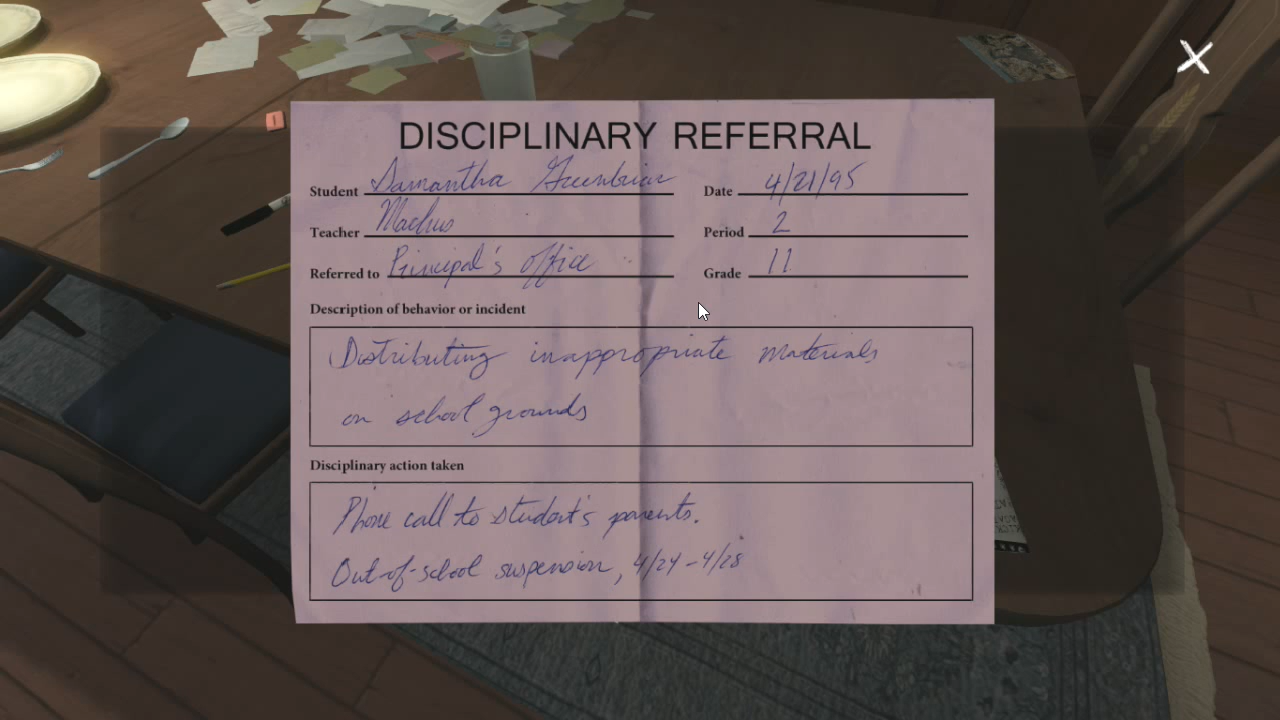 DISCIPLINARY REFERRAL
Student Samantha Greenbriar Date 4/21/95
Teacher Period 2
Referred to Principal's office Grade 11
Description of behavior or incident
Distributing inappropriate materials
on school grounds
Disciplinary action taken
Phone call to student's parents.
Out-of-school suspension, 4/24-4/28